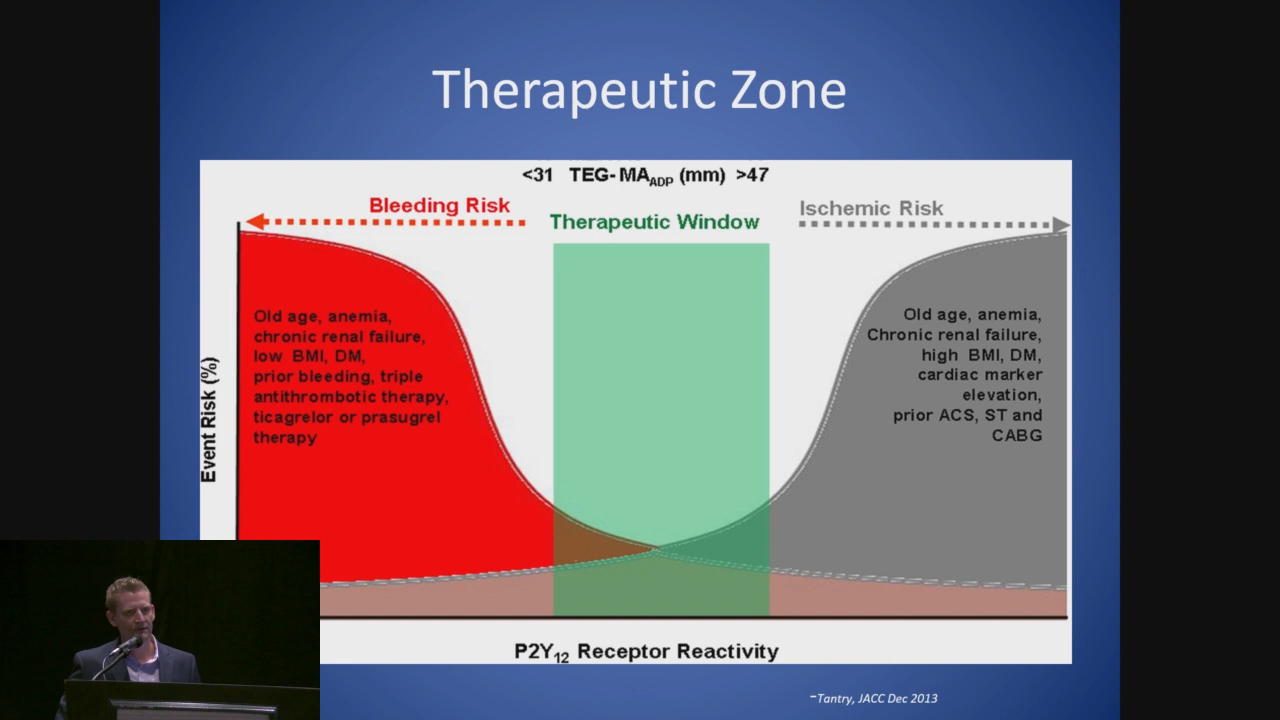 Therapeutic Zone
<31 TEG-MA ADP (mm) >47
Bleeding Risk
Therapeutic Window
Ischemic Risk
Event Risk (%)
Old age, anemia,
chronic renal failure,
low BMI, DM,
prior bleeding, triple
antithrombotic therapy,
ticagrelor or prasugrel
therapy
Old age, anemia,
Chronic renal failure,
high BMI, DM,
cardiac marker
elevation,
prior ACS, ST and
CABG
P2Y12 Receptor Reactivity
–Tantry, JACC Dec 2013